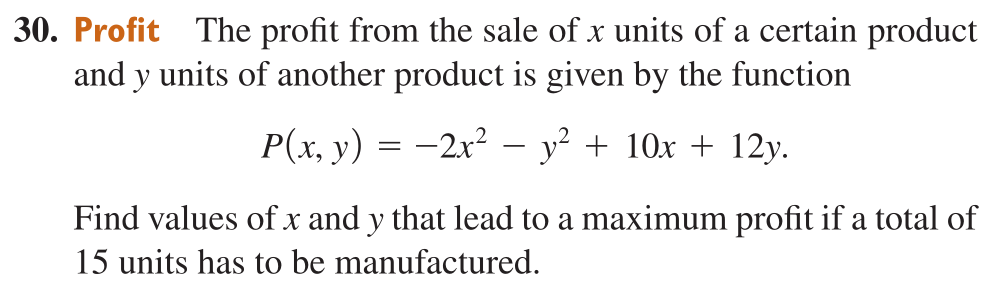 30. Profit The profit from the sale of x units of a certain product
and y units of another product is given by the function
P(x, y) = −2x² − y² + 10x + 12y.
Find values of x and y that lead to a maximum profit if a total of
15 units has to be manufactured.